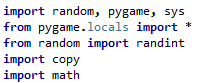 import random, pygame, sys
from pygame.locals import *
from random import randint
import copy
import math